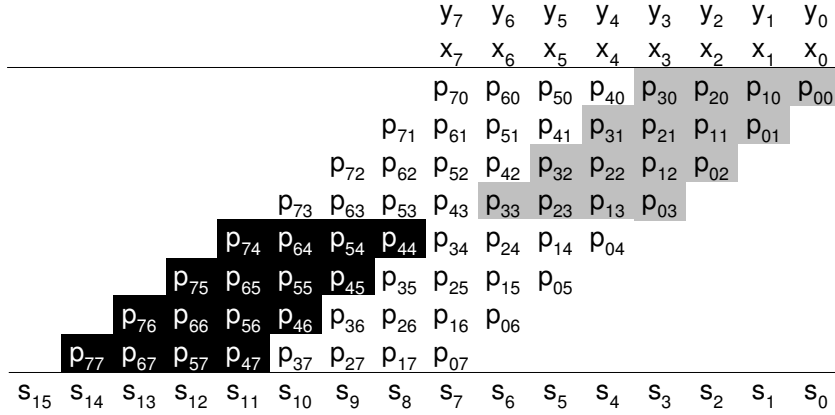 y₇ y₆ y₅ y₄ y₃ y₂ y₁ y₀
x₇ x₆ x₅ x₄ x₃ x₂ x₁ x₀
p₇₀ p₆₀ p₅₀ p₄₀ p₃₀ p₂₀ p₁₀ p₀₀
p₇₁ p₆₁ p₅₁ p₄₁ p₃₁ p₂₁ p₁₁ p₀₁
p₇₂ p₆₂ p₅₂ p₄₂ p₃₂ p₂₂ p₁₂ p₀₂
p₇₃ p₆₃ p₅₃ p₄₃ p₃₃ p₂₃ p₁₃ p₀₃
p₇₄ p₆₄ p₅₄ p₄₄ p₃₄ p₂₄ p₁₄ p₀₄
p₇₅ p₆₅ p₅₅ p₄₅ p₃₅ p₂₅ p₁₅ p₀₅
p₇₆ p₆₆ p₅₆ p₄₆ p₃₆ p₂₆ p₁₆ p₀₆
p₇₇ p₆₇ p₅₇ p₄₇ p₃₇ p₂₇ p₁₇ p₀₇
s₁₅ s₁₄ s₁₃ s₁₂ s₁₁ s₁₀ s₉ s₈ s₇ s₆ s₅ s₄ s₃ s₂ s₁ s₀